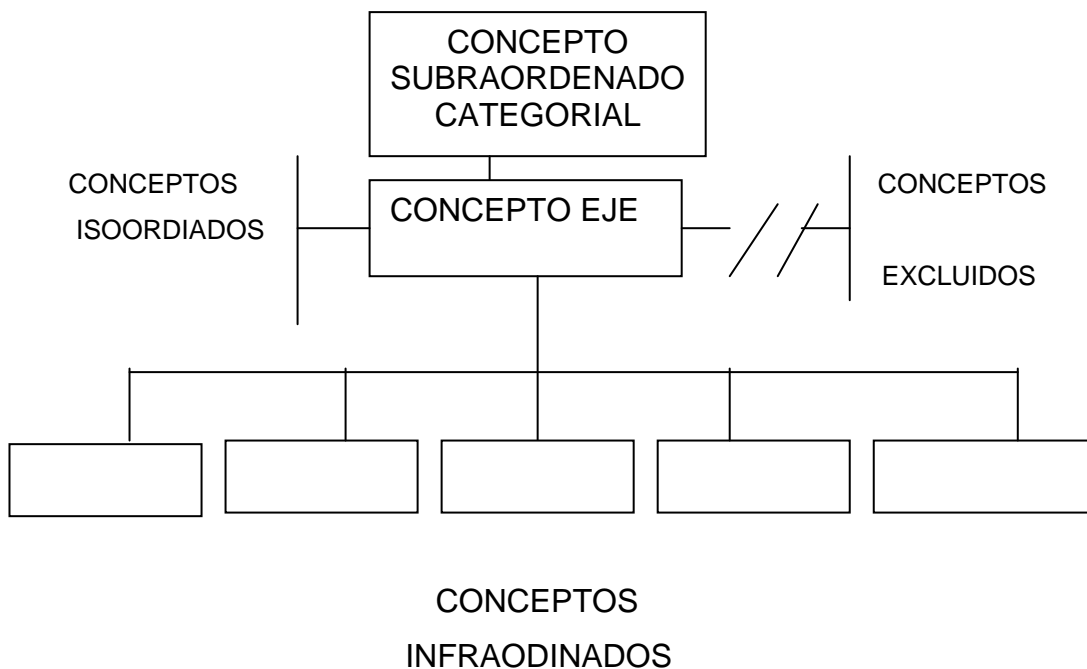 CONCEPTO
SUBRAORDENADO
CATEGORIAL
CONCEPTOS
ISOORDIADOS
CONCEPTO EJE
CONCEPTOS
EXCLUIDOS
CONCEPTOS
INFRAODINADOS